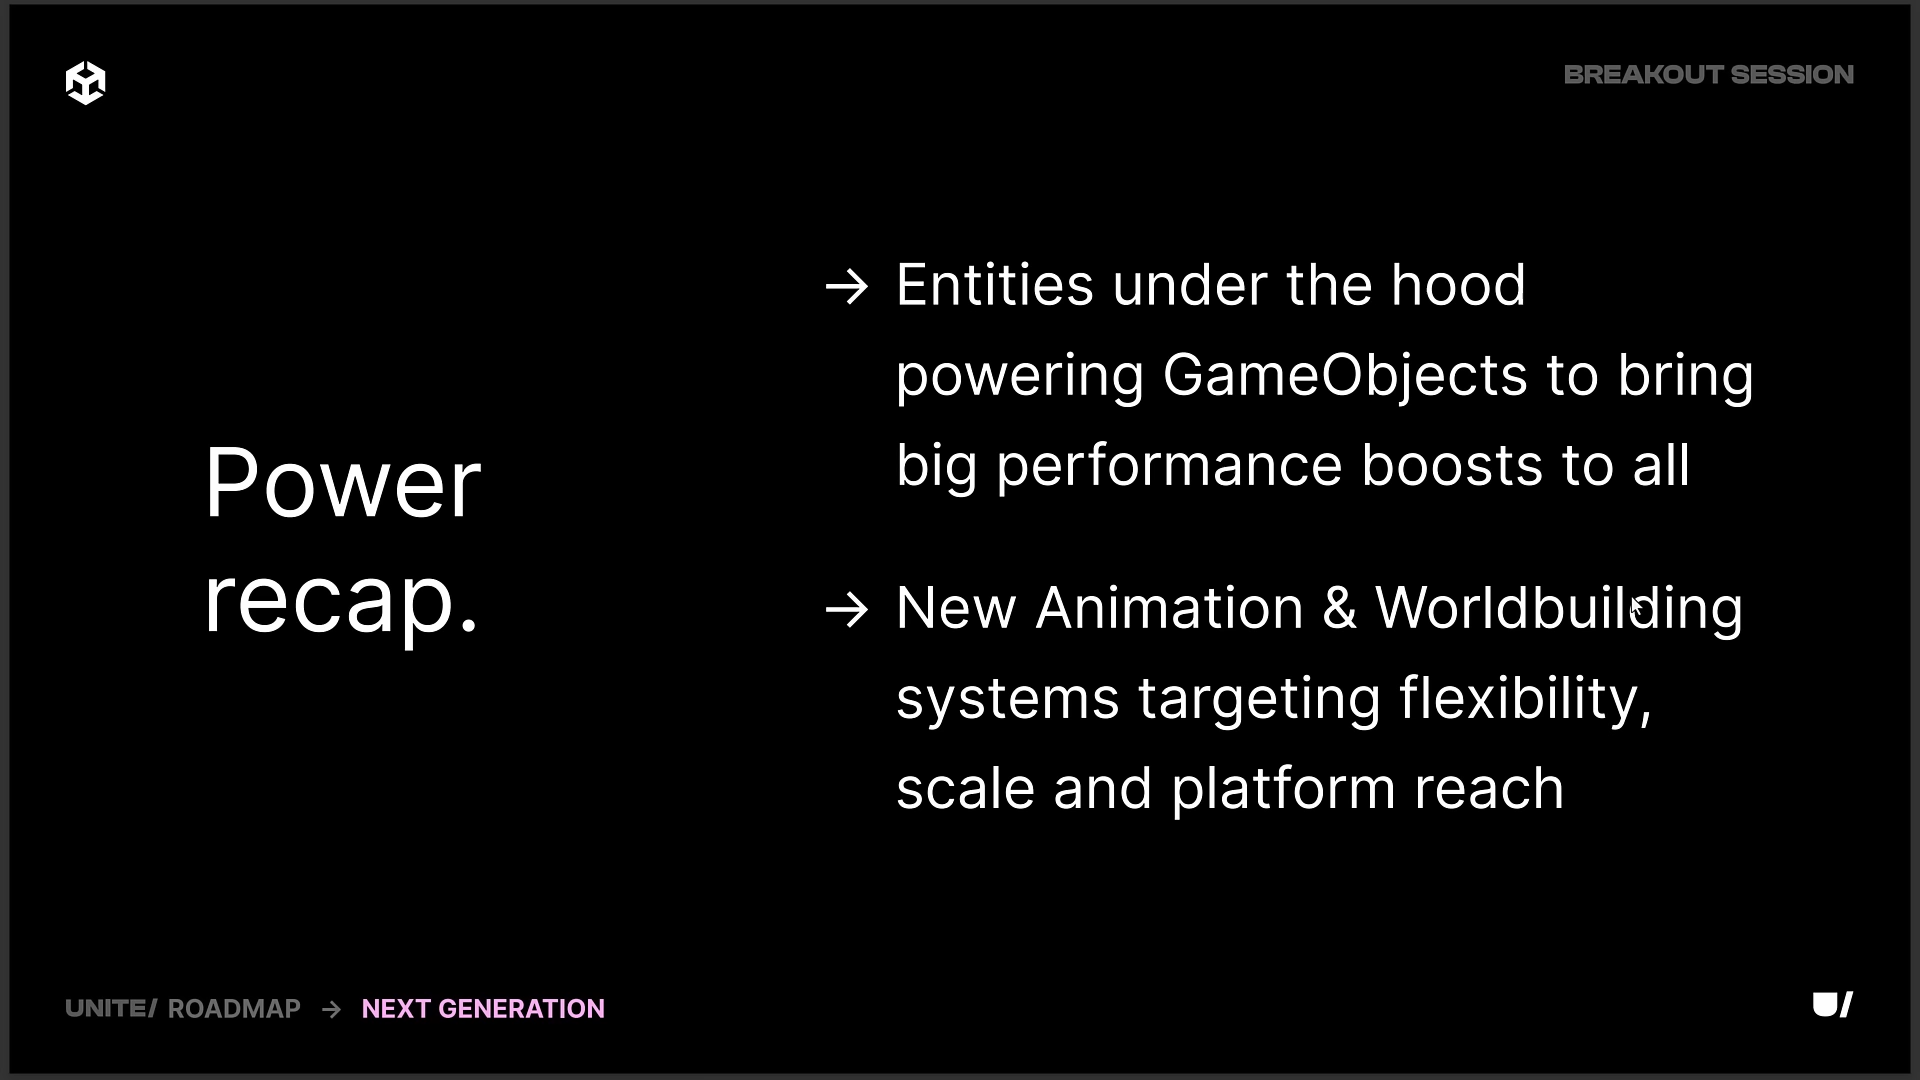 BREAKOUT SESSION
Power
recap.
→ Entities under the hood
powering GameObjects to bring
big performance boosts to all
→ New Animation & Worldbuilding
systems targeting flexibility,
scale and platform reach
UNITE/ ROADMAP → NEXT GENERATION
U/